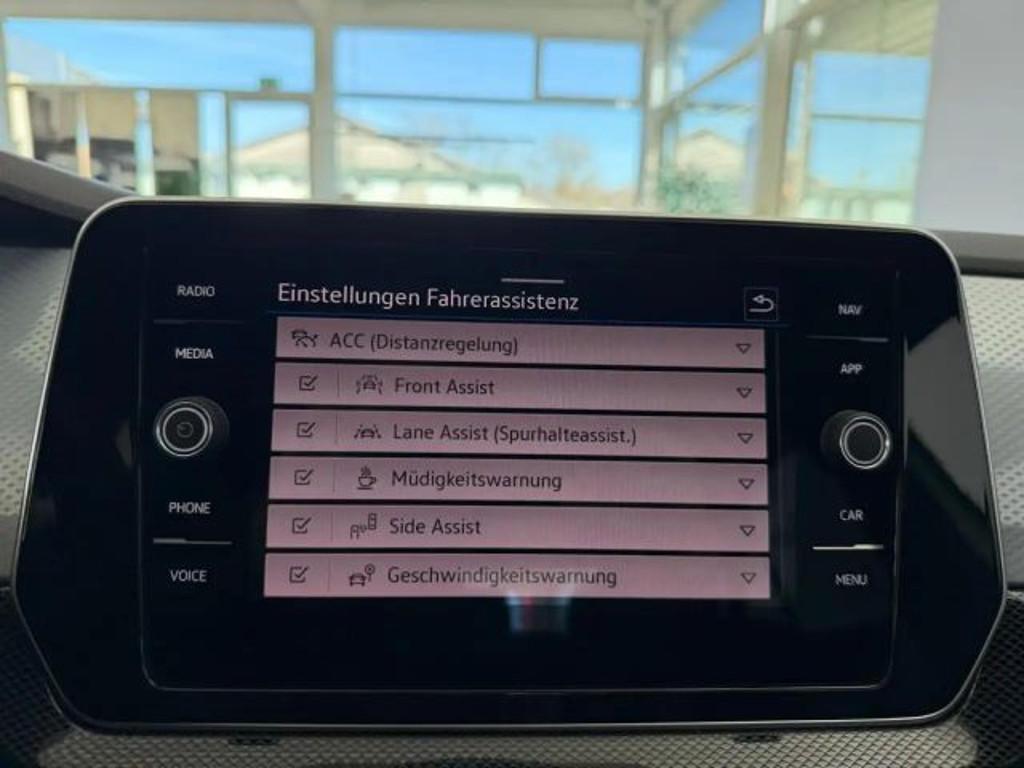 Einstellungen Fahrerassistenz
ACC (Distanzregelung)
Front Assist
Lane Assist (Spurhalteassist.)
Müdigkeitswarnung
Side Assist
Geschwindigkeitswarnung
RADIO
MEDIA
PHONE
VOICE
NAV
APP
CAR
MENU